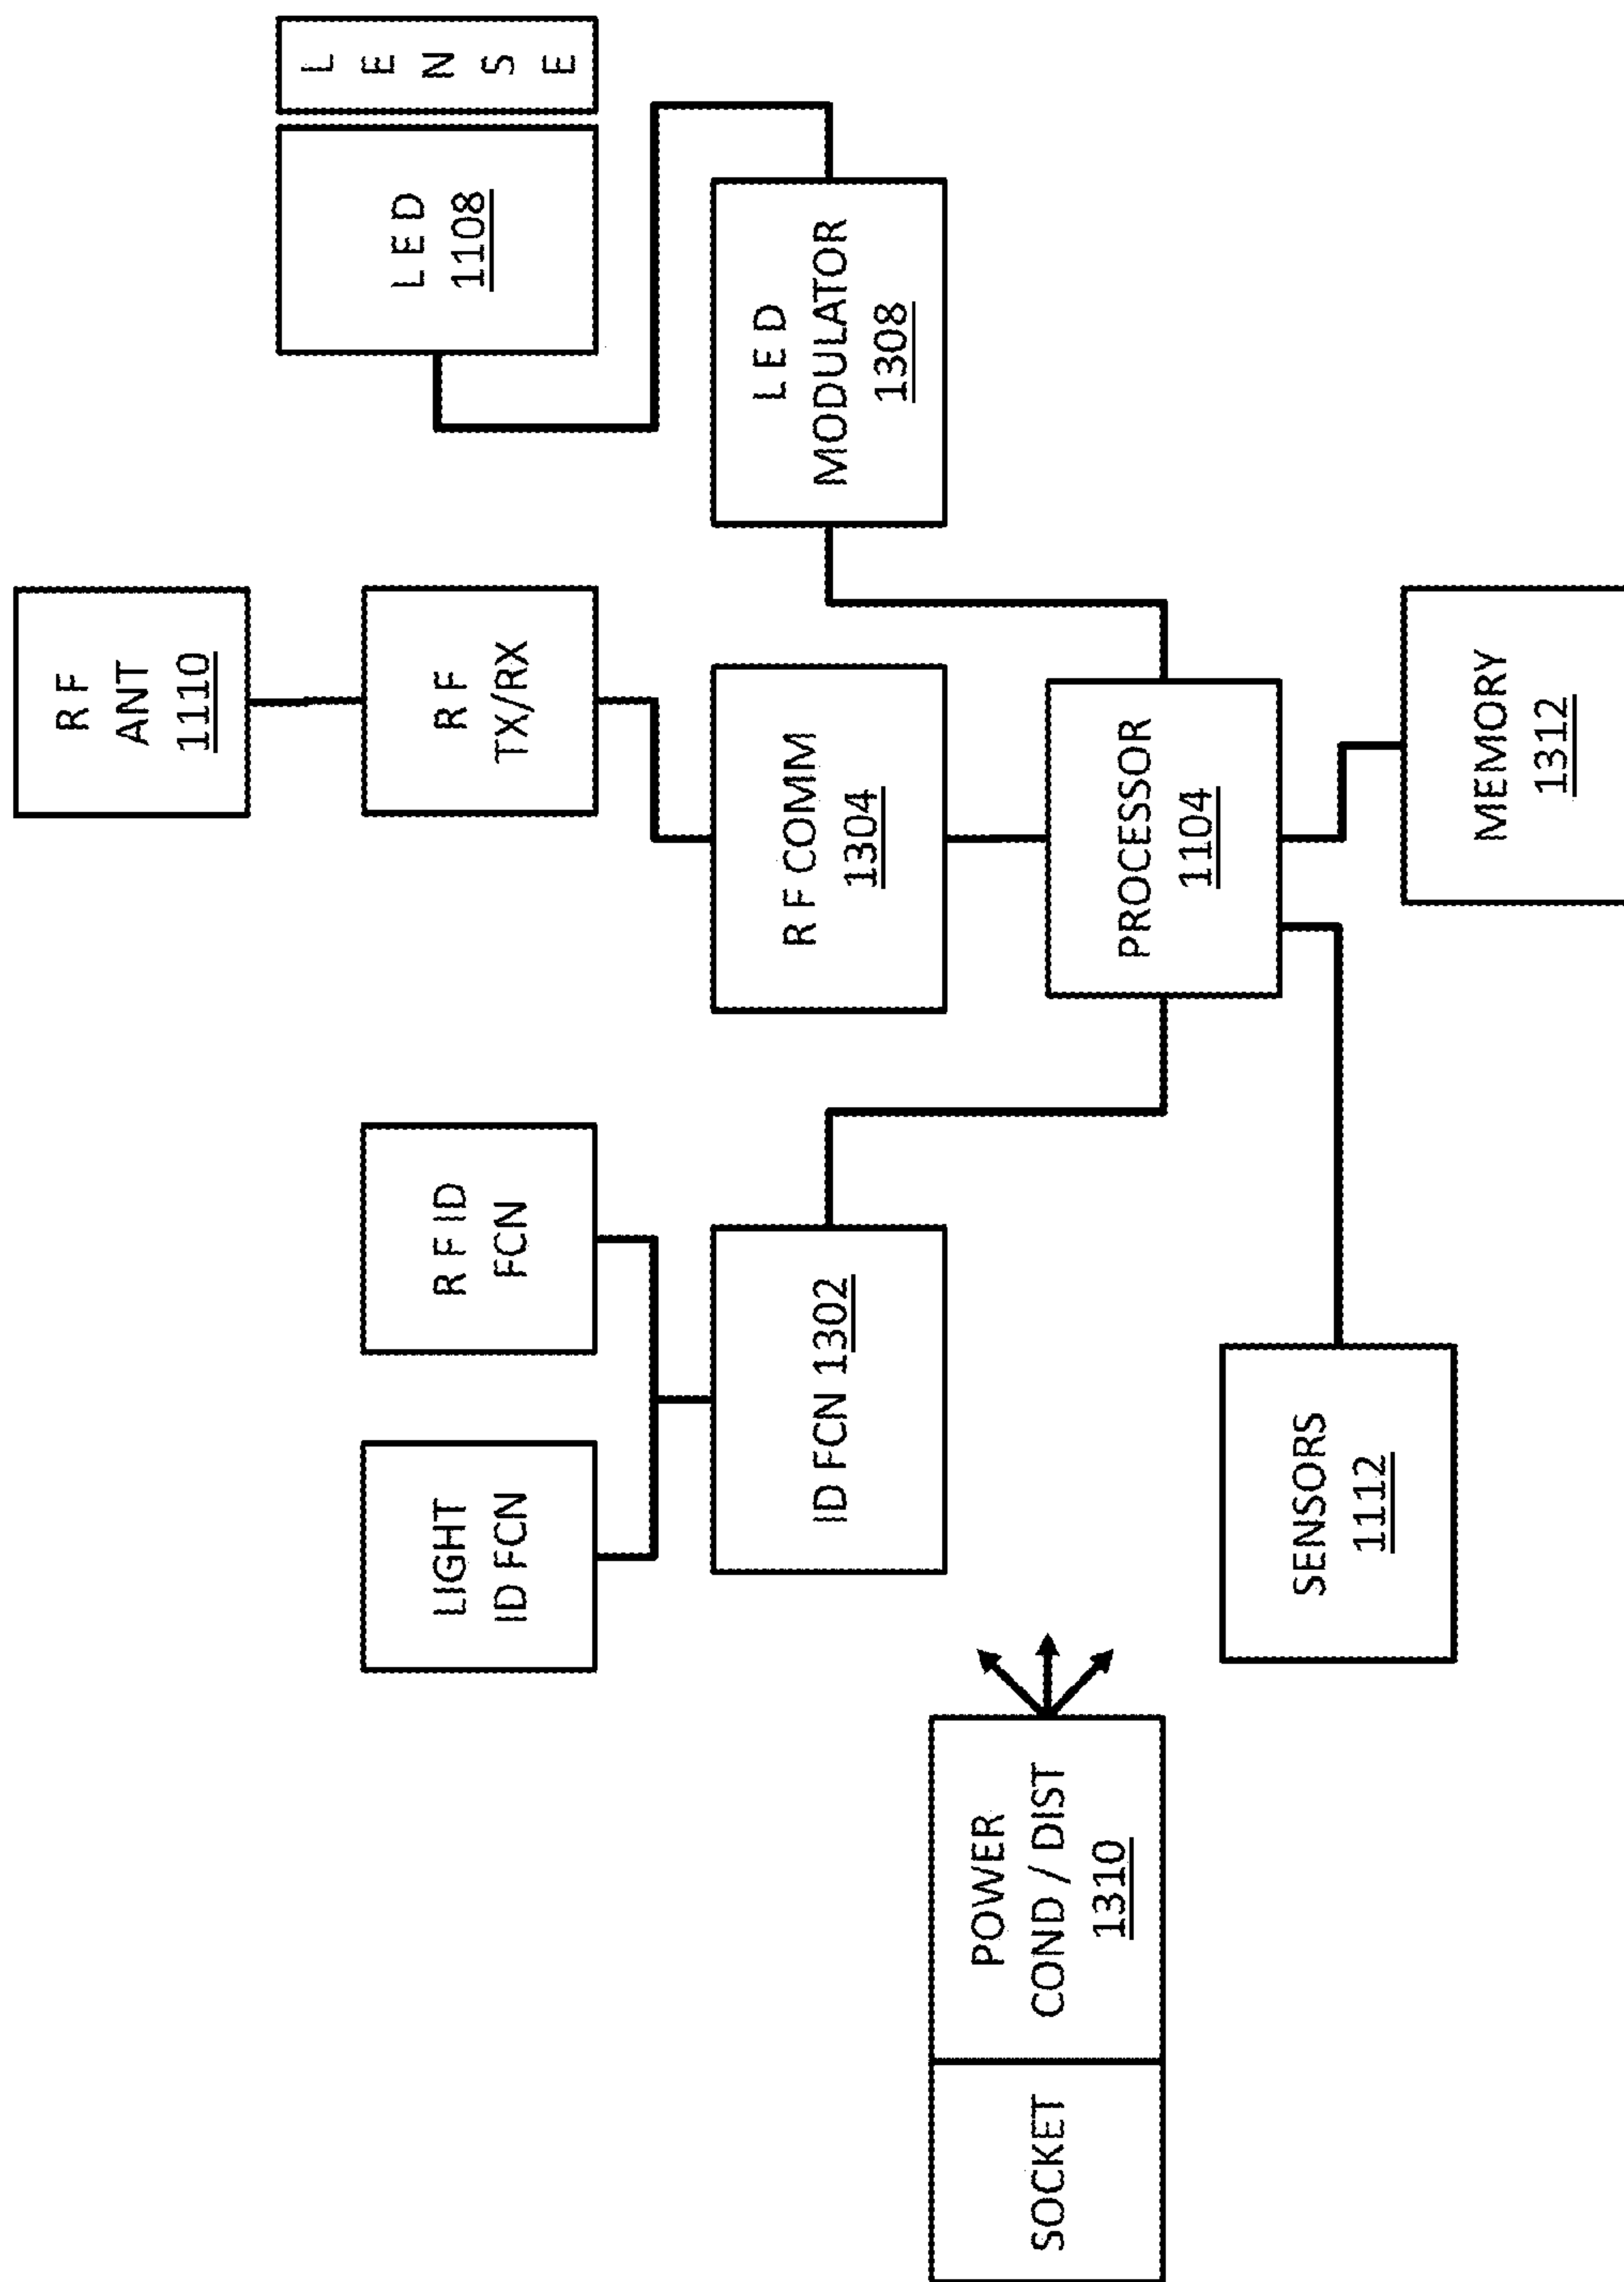 R F
ANT
1110
L E D
1108
L
E
N
S
E
LIGHT
ID FCN
R F ID
FCN
R F
TX/RX
ID FCN 1302
R F COMM
1304
L E D
MODULATOR
1308
SOCKET
POWER
COND / DIST
1310
PROCESSOR
1104
SENSORS
1112
MEMORY
1312